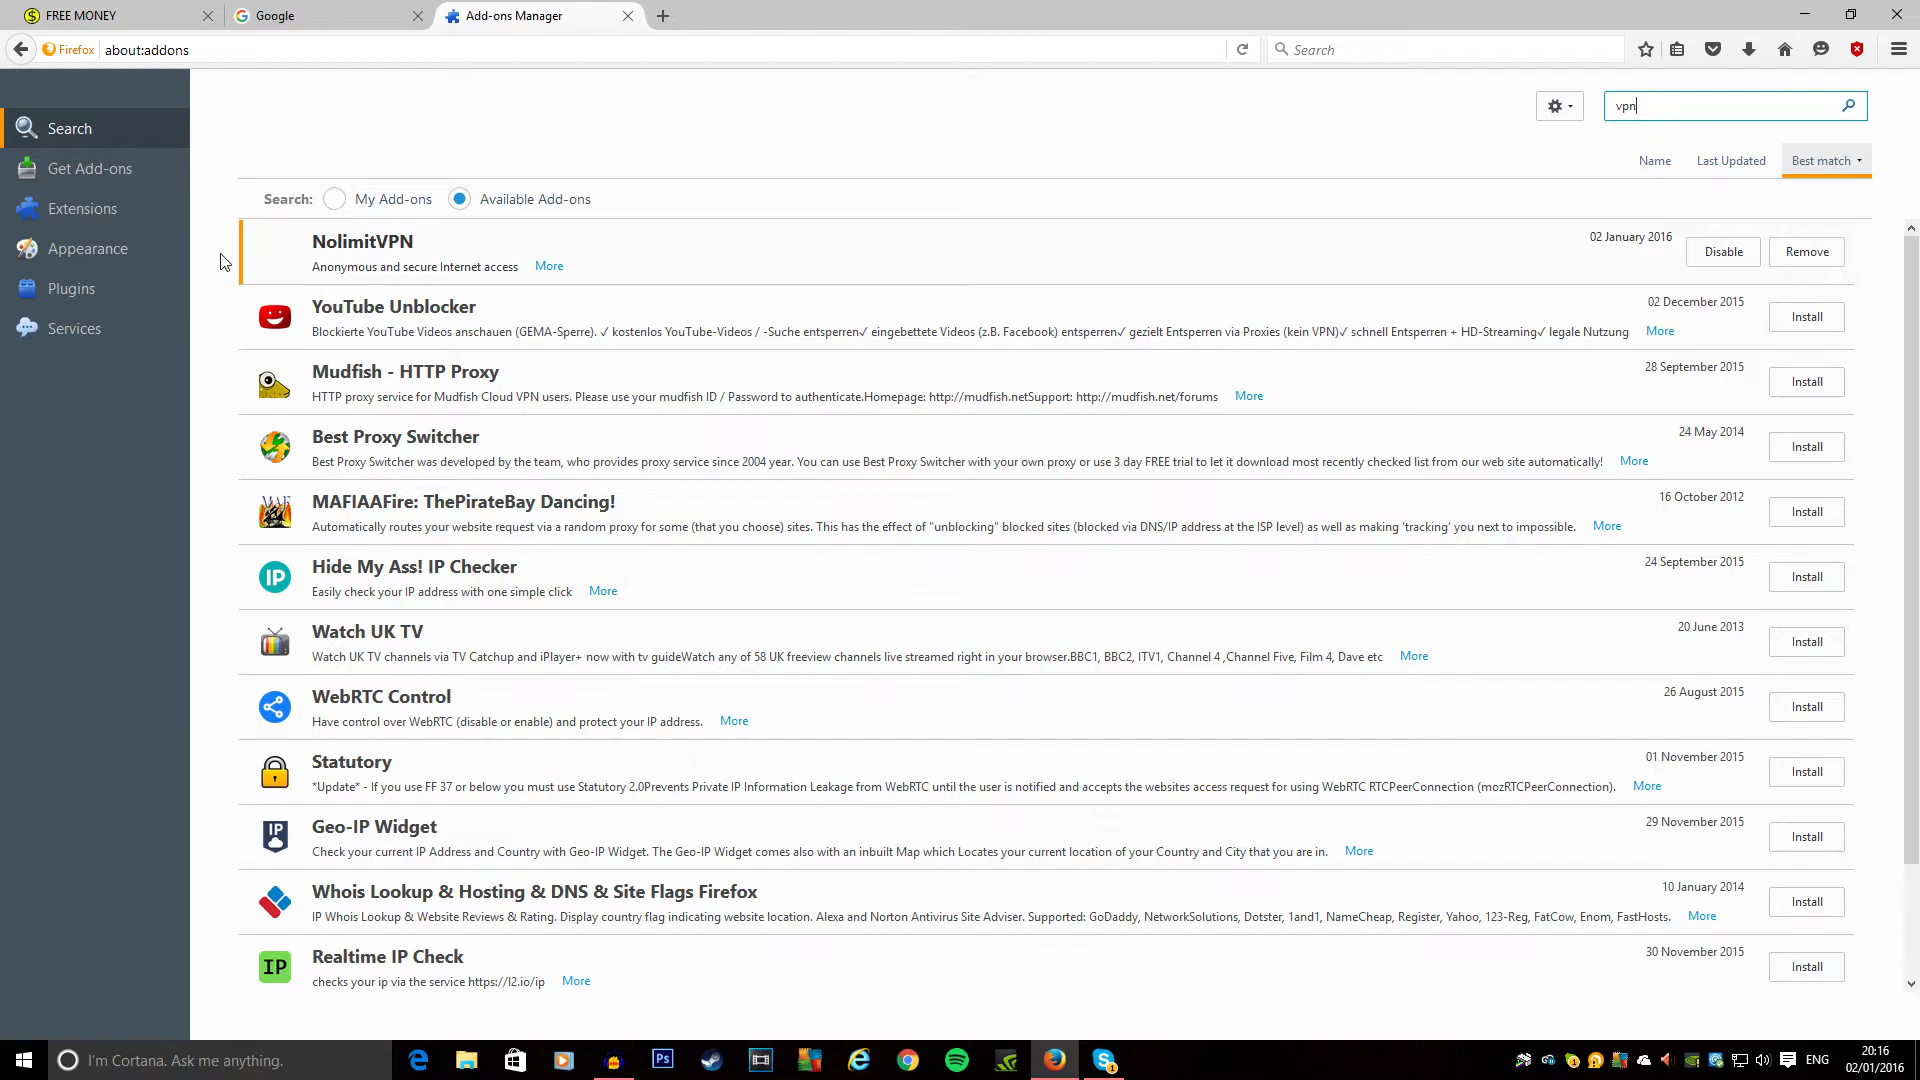 FREE MONEY
Google
Add-ons Manager
Firefox
about:addons
Search
vpn
Search
Get Add-ons
Extensions
Appearance
Plugins
Services
Name
Last Updated
Best match
Search:
My Add-ons
Available Add-ons
NolimitVPN
02 January 2016
Disable
Remove
Anonymous and secure Internet access More
YouTube Unblocker
02 December 2015
Install
Blockierte YouTube Videos anschauen (GEMA-Sperre). ✓ kostenlos YouTube-Videos / -Suche entsperren✓ eingebettete Videos (z.B. Facebook) entsperren✓ gezielt Entsperren via Proxies (kein VPN)✓ schnell Entsperren + HD-Streaming✓ legale Nutzung More
Mudfish - HTTP Proxy
28 September 2015
Install
HTTP proxy service for Mudfish Cloud VPN users. Please use your mudfish ID / Password to authenticate.Homepage: http://mudfish.netSupport: http://mudfish.net/forums More
Best Proxy Switcher
24 May 2014
Install
Best Proxy Switcher was developed by the team, who provides proxy service since 2004 year. You can use Best Proxy Switcher with your own proxy or use 3 day FREE trial to let it download most recently checked list from our web site automatically! More
MAFIAAFire: ThePirateBay Dancing!
16 October 2012
Install
Automatically routes your website request via a random proxy for some (that you choose) sites. This has the effect of "unblocking" blocked sites (blocked via DNS/IP address at the ISP level) as well as making 'tracking' you next to impossible. More
Hide My Ass! IP Checker
24 September 2015
IP
Install
Easily check your IP address with one simple click More
Watch UK TV
20 June 2013
Install
Watch UK TV channels via TV Catchup and iPlayer+ now with tv guideWatch any of 58 UK freeview channels live streamed right in your browser.BBC1, BBC2, ITV1, Channel 4 ,Channel Five, Film 4, Dave etc More
WebRTC Control
26 August 2015
Install
Have control over WebRTC (disable or enable) and protect your IP address. More
Statutory
01 November 2015
Install
*Update* - If you use FF 37 or below you must use Statutory 2.0Prevents Private IP Information Leakage from WebRTC until the user is notified and accepts the websites access request for using WebRTC RTCPeerConnection (mozRTCPeerConnection). More
Geo-IP Widget
29 November 2015
IP
Install
Check your current IP Address and Country with Geo-IP Widget. The Geo-IP Widget comes also with an inbuilt Map which Locates your current location of your Country and City that you are in. More
Whois Lookup & Hosting & DNS & Site Flags Firefox
10 January 2014
Install
IP Whois Lookup & Website Reviews & Rating. Display country flag indicating website location. Alexa and Norton Antivirus Site Adviser. Supported: GoDaddy, NetworkSolutions, Dotster, 1and1, NameCheap, Register, Yahoo, 123-Reg, FatCow, Enom, FastHosts. More
Realtime IP Check
30 November 2015
IP
Install
checks your ip via the service https://l2.io/ip More
I'm Cortana. Ask me anything.
Ps
ENG
20:16
02/01/2016